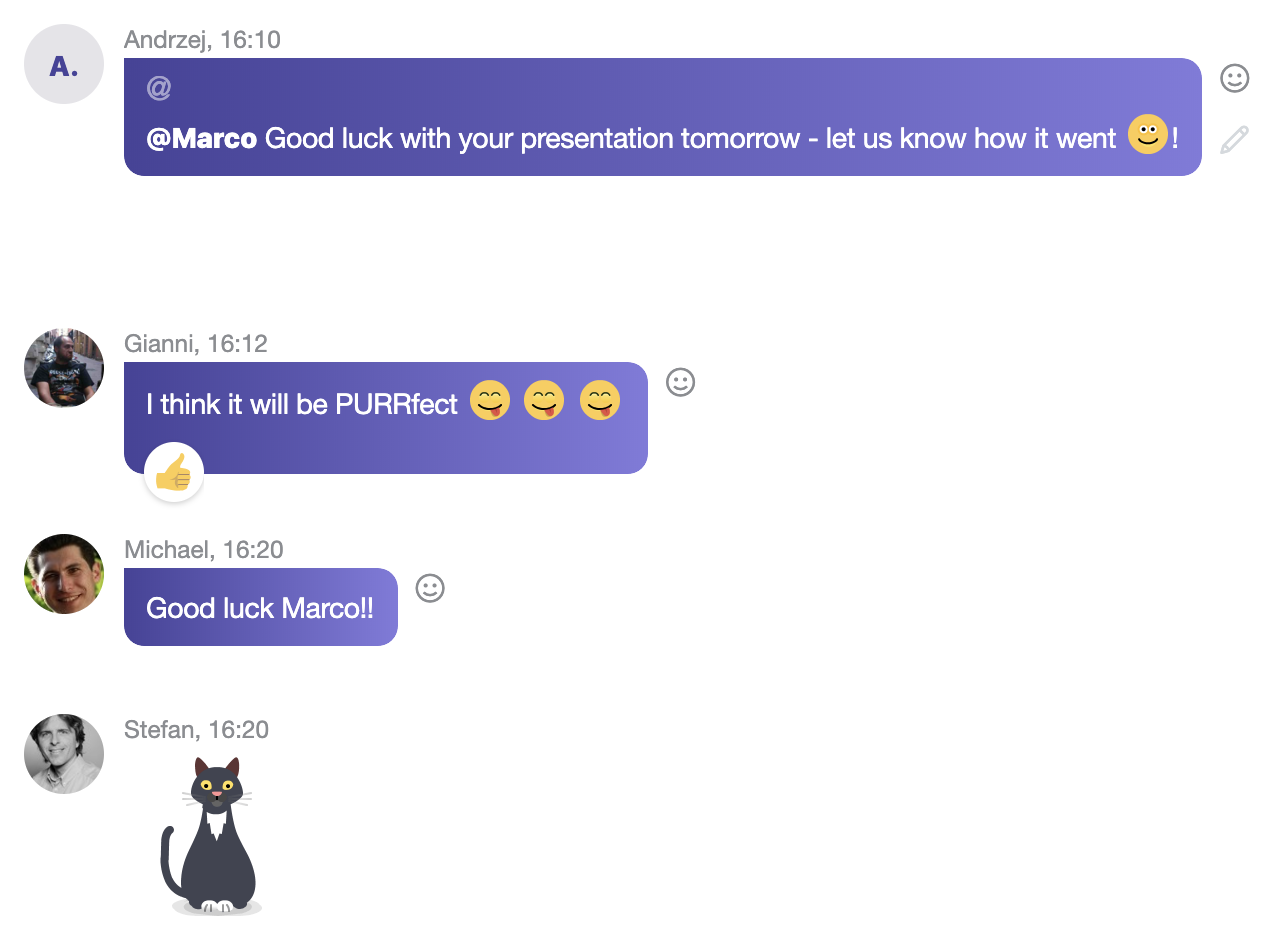 A.
Andrzej, 16:10
@
@Marco Good luck with your presentation tomorrow - let us know how it went 🙂!
Gianni, 16:12
I think it will be PURRfect 😋 😋 😋
Michael, 16:20
Good luck Marco!!
Stefan, 16:20